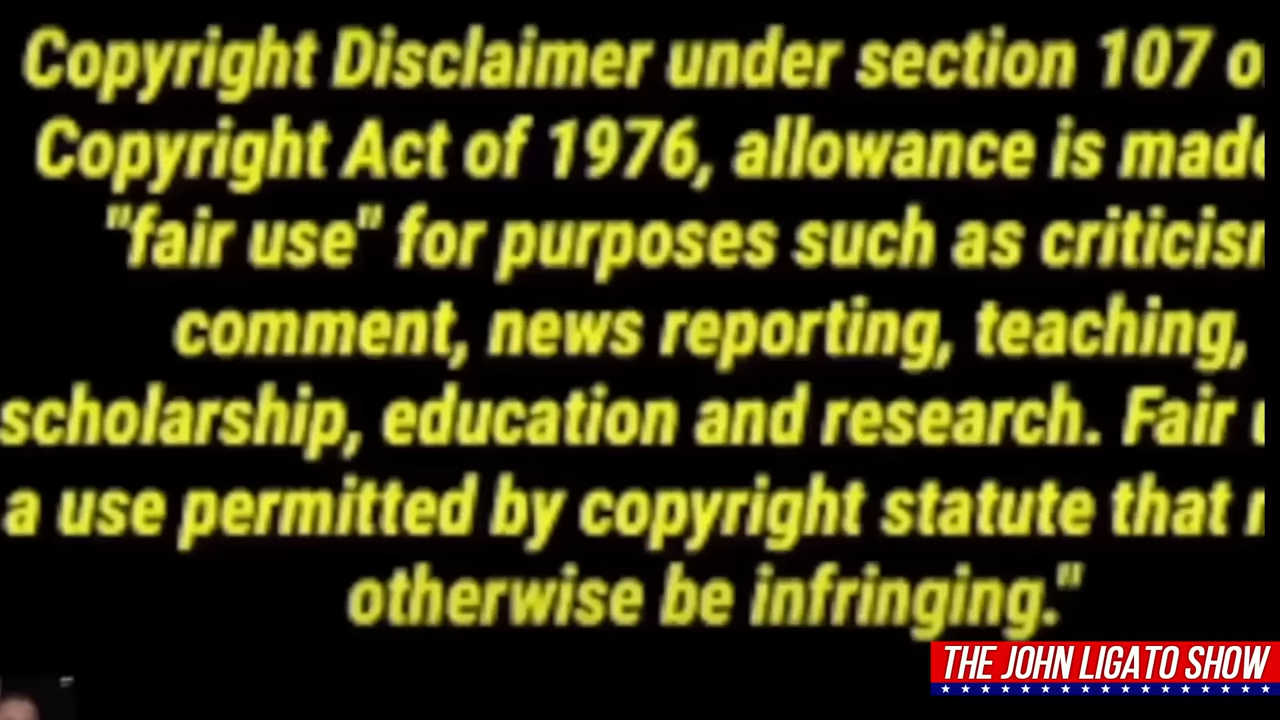 Copyright Disclaimer under section 107
Copyright Act of 1976, allowance is made
"fair use" for purposes such as
comment, news reporting, teaching,
scholarship, education and research. Fair
a use permitted by copyright statute that
otherwise be infringing."
THE JOHN LIGATO SHOW